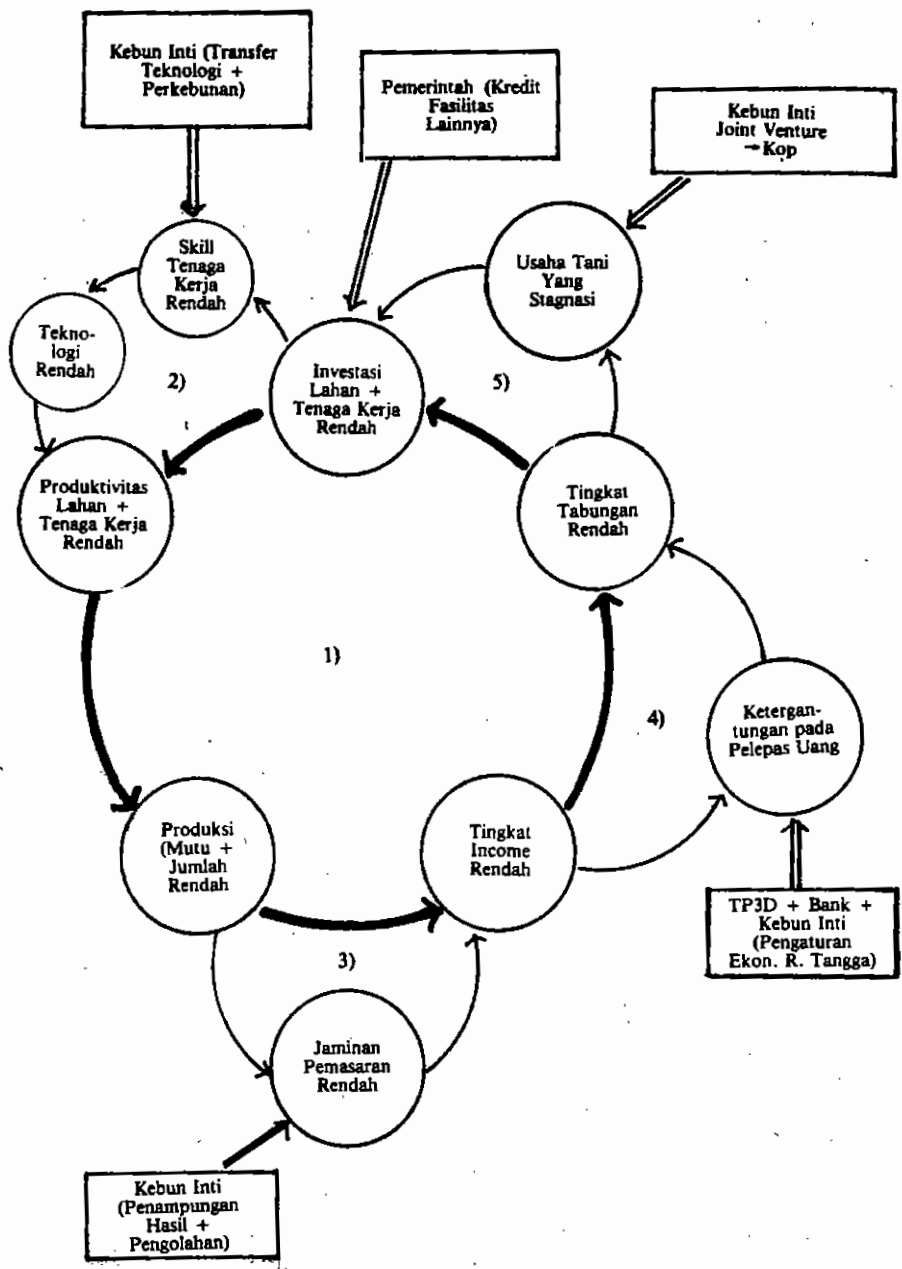 Kebun Inti (Transfer
Teknologi +
Perkebunan)
Pemerintah (Kredit
Fasilitas
Lainnya)
Kebun Inti
Joint Venture
→Kop
Skill
Tenaga
Kerja
Rendah
Usaha Tani
Yang
Stagnasi
Tekno-
logi
Rendah
2)
Investasi
Lahan +
Tenaga Kerja
Rendah
5)
Produktivitas
Lahan +
Tenaga Kerja
Rendah
Tingkat
Tabungan
Rendah
1)
4)
Ketergan-
tungan pada
Pelepas Uang
Produksi
(Mutu +
Jumlah
Rendah
Tingkat
Income
Rendah
TP3D + Bank +
Kebun Inti
(Pengaturan
Ekon. R. Tangga)
3)
Jaminan
Pemasaran
Rendah
Kebun Inti
(Penampungan
Hasil +
Pengolahan)